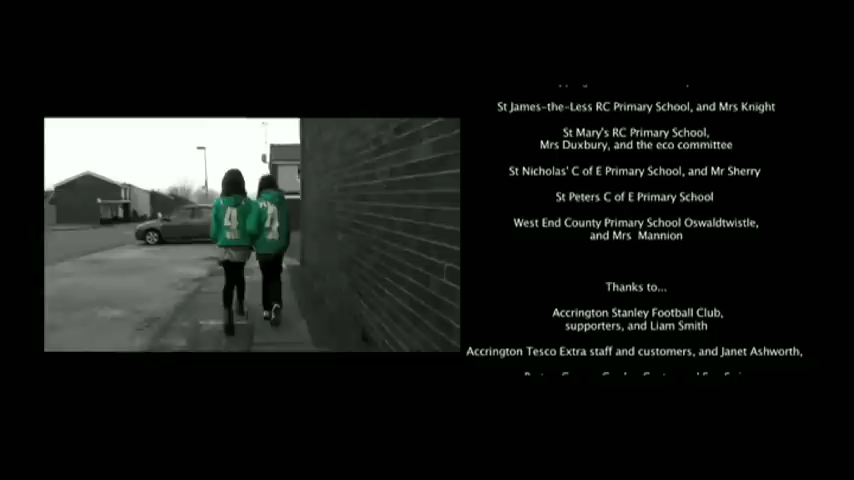 4
4
St James-the-Less RC Primary School, and Mrs Knight
St Mary's RC Primary School,
Mrs Duxbury, and the eco committee
St Nicholas' C of E Primary School, and Mr Sherry
St Peters C of E Primary School
West End County Primary School Oswaldtwistle,
and Mrs Mannion
Thanks to...
Accrington Stanley Football Club,
supporters, and Liam Smith
Accrington Tesco Extra staff and customers, and Janet Ashworth,